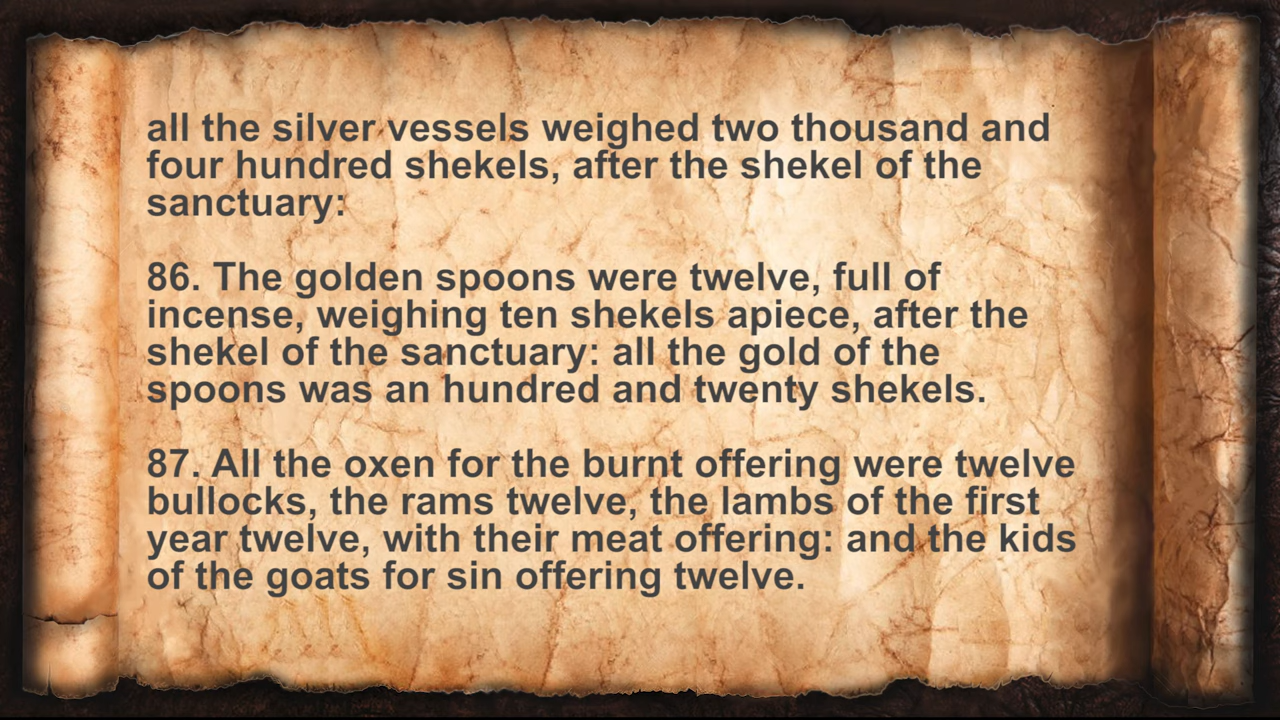 all the silver vessels weighed two thousand and
four hundred shekels, after the shekel of the
sanctuary:
86. The golden spoons were twelve, full of
incense, weighing ten shekels apiece, after the
shekel of the sanctuary: all the gold of the
spoons was an hundred and twenty shekels.
87. All the oxen for the burnt offering were twelve
bullocks, the rams twelve, the lambs of the first
year twelve, with their meat offering: and the kids
of the goats for sin offering twelve.